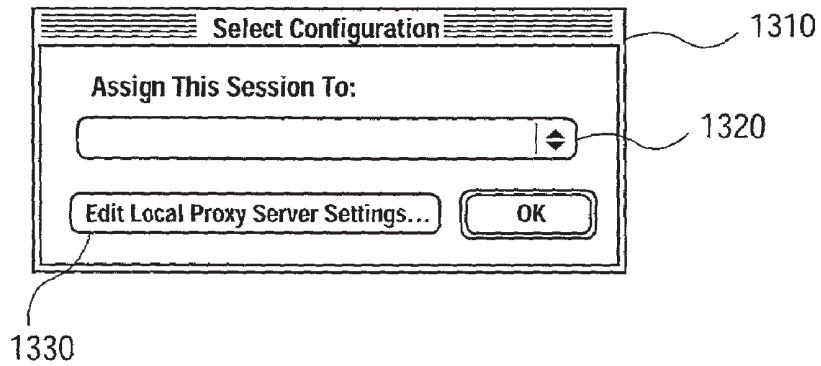 Select Configuration
1310
Assign This Session To:
1320
Edit Local Proxy Server Settings...
OK
1330